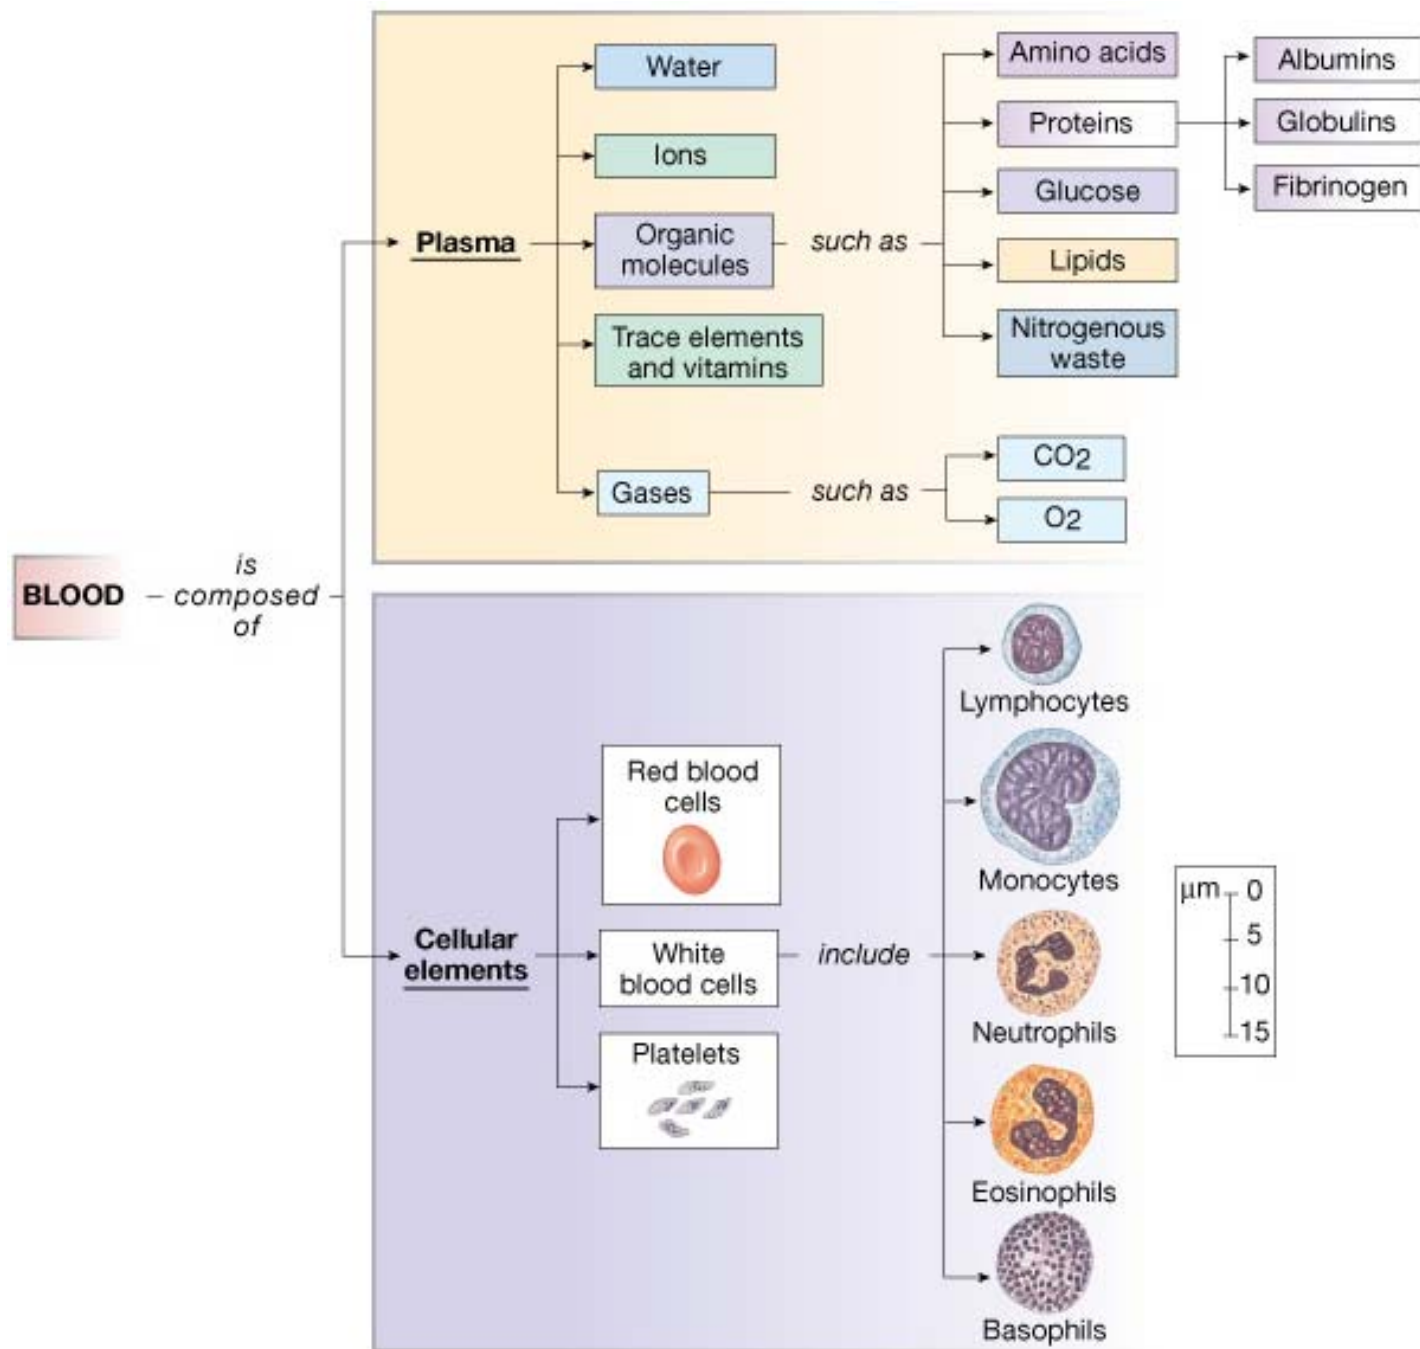 BLOOD
is
composed
of
Plasma
Water
Ions
Organic
molecules
Trace elements
and vitamins
Gases
such as
Amino acids
Proteins
Glucose
Lipids
Nitrogenous
waste
Albumins
Globulins
Fibrinogen
such as
CO2
O2
Cellular
elements
Red blood
cells
White
blood cells
Platelets
include
Lymphocytes
Monocytes
Neutrophils
Eosinophils
Basophils
µm 0
5
10
15